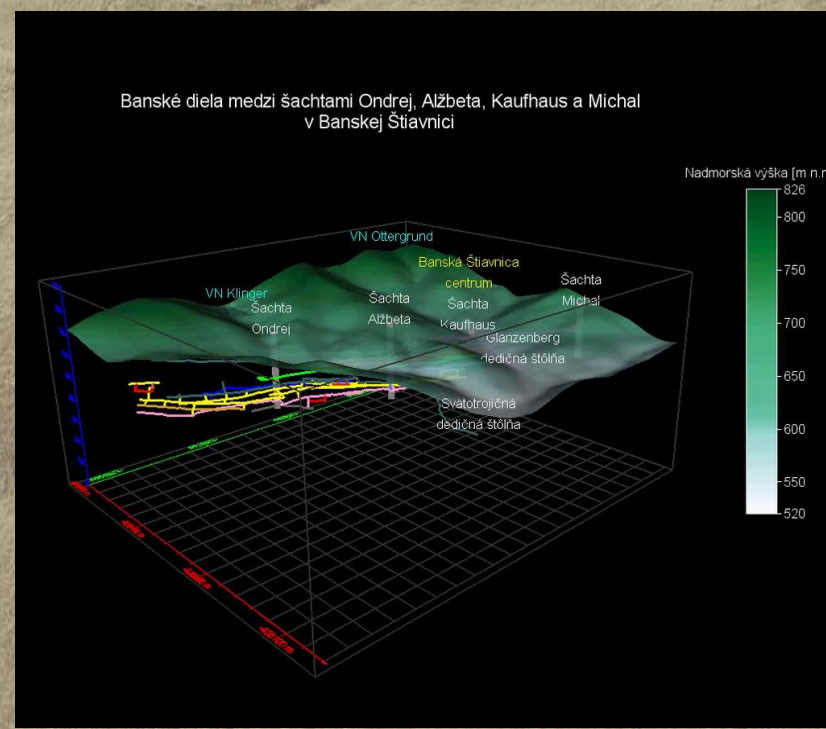 Banské diela medzi šachtami Ondrej, Alžbeta, Kaufhaus a Michal
v Banskej Štiavnici
Nadmorská výška [m n.
826
800
750
700
650
600
550
520
VN Ottergrund
Banská Štiavnica
centrum
VN Klinger
Šachta
Ondrej
Šachta
Alžbeta
Šachta
Kaufhaus
Šachta
Michal
Glanzenberg
dedičná štôlňa
Svätotrojičná
dedičná štôlňa